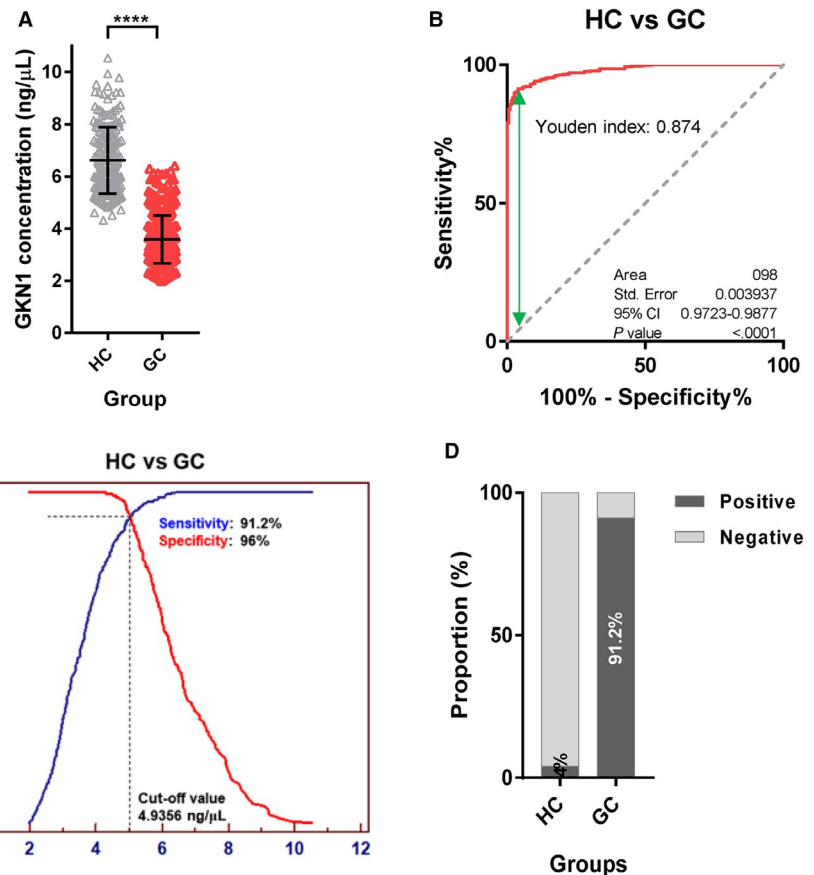 A
****
GKN1 concentration (ng/μL)
10
8
6
4
2
0
HC
GC
Group
B
HC vs GC
Sensitivity%
100
50
0
Youden index: 0.874
Area 098
Std. Error 0.003937
95% CI 0.9723-0.9877
P value <.0001
0 50 100
100% - Specificity%
HC vs GC
Sensitivity: 91.2%
Specificity: 96%
Cut-off value
4.9356 ng/μL
2 4 6 8 10 12
D
Proportion (%)
100
50
0
91.2%
4%
HC
GC
Groups
Positive
Negative